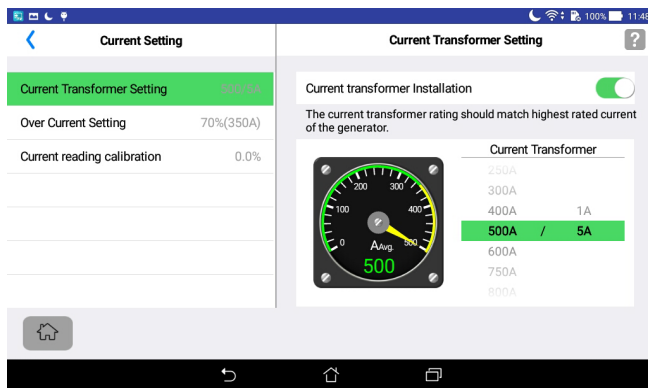 100% 11:48
Current Setting
Current Transformer Setting
?
Current Transformer Setting 500/5A
Over Current Setting 70%(350A)
Current reading calibration 0.0%
Current transformer Installation
The current transformer rating should match highest rated current
of the generator.
200 300
100 400
0 500
AAvg.
500
Current Transformer
250A
300A
400A 1A
500A / 5A
600A
750A
800A